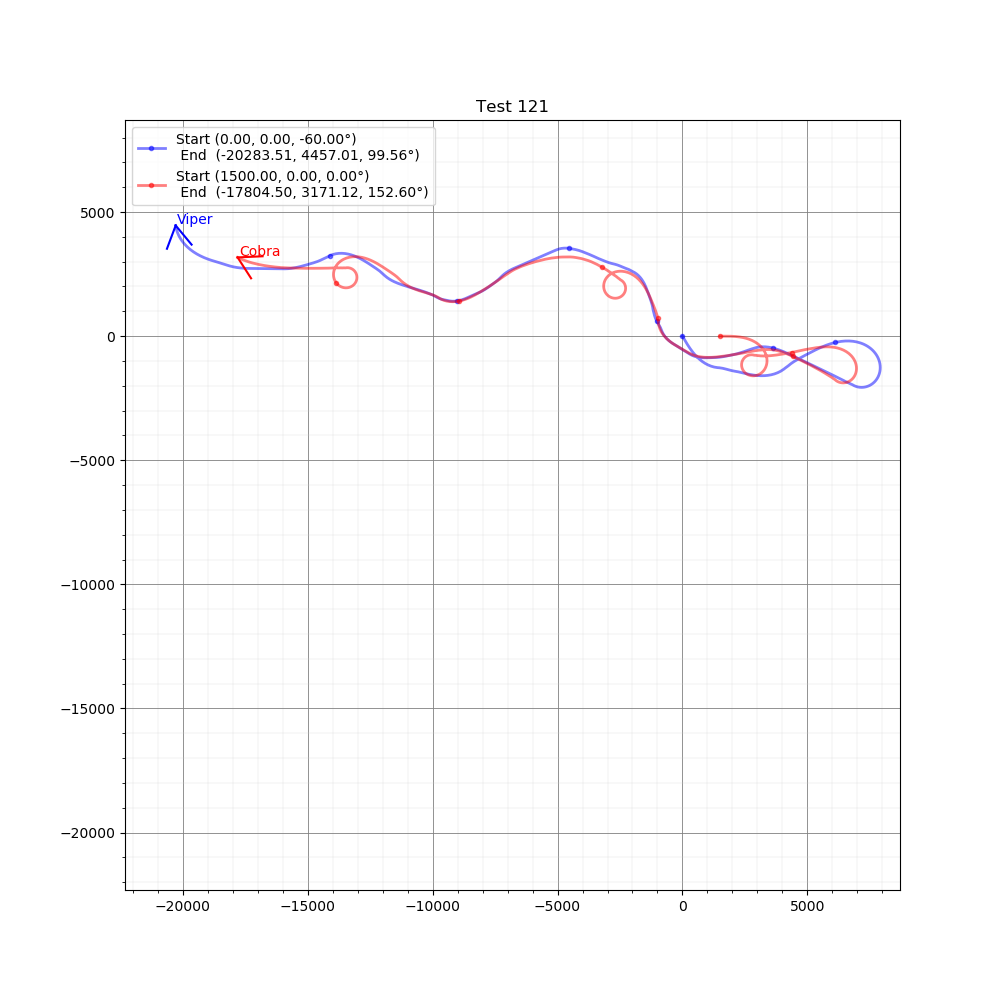 Test 121
Start (0.00, 0.00, -60.00°)
End (-20283.51, 4457.01, 99.56°)
Start (1500.00, 0.00, 0.00°)
End (-17804.50, 3171.12, 152.60°)
5000
Viper
Cobra
0
−5000
−10000
−15000
−20000
−20000 −15000 −10000 −5000 0 5000